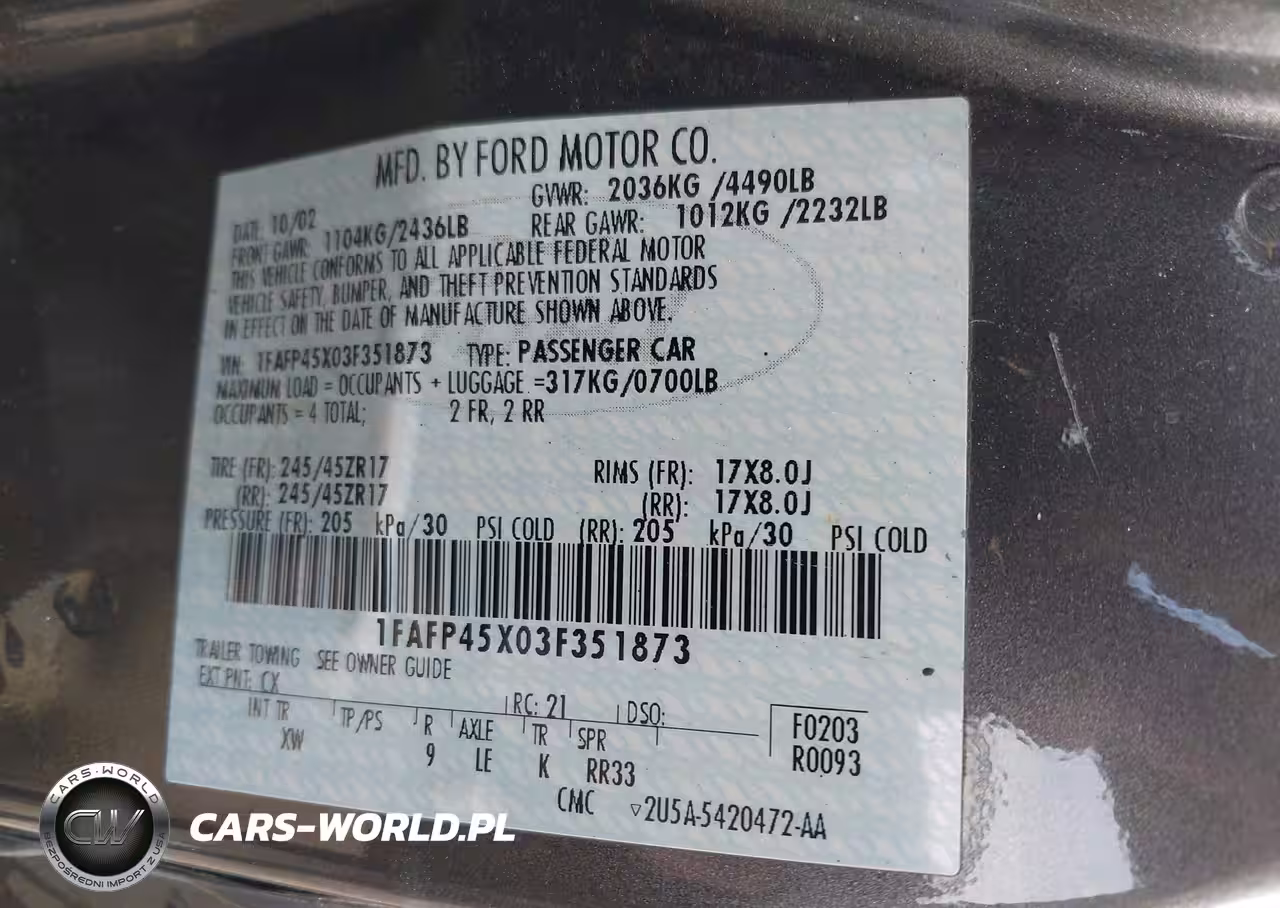 MFD. BY FORD MOTOR CO.
DATE: 10/02 GVWR: 2036KG /4490LB
FRONT GAWR: 1104KG/2436LB REAR GAWR: 1012KG /2232LB
THIS VEHICLE CONFORMS TO ALL APPLICABLE FEDERAL MOTOR
VEHICLE SAFETY, BUMPER, AND THEFT PREVENTION STANDARDS
IN EFFECT ON THE DATE OF MANUFACTURE SHOWN ABOVE.
VIN: 1FAFP45X03F351873 TYPE: PASSENGER CAR
MAXIMUM LOAD = OCCUPANTS + LUGGAGE =317KG/0700LB
OCCUPANTS = 4 TOTAL; 2 FR, 2 RR
TIRE (FR): 245/45ZR17 RIMS (FR): 17X8.0J
(RR): 245/45ZR17 (RR): 17X8.0J
PRESSURE (FR): 205 kPa/30 PSI COLD (RR): 205 kPa/30 PSI COLD
1FAFP45X03F351873
TRAILER TOWING SEE OWNER GUIDE
EXT PNT: CX RC: 21 DSO:
INT TR TP/PS R AXLE TR SPR F0203
XW 9 LE K RR33 R0093
CMC ▽2U5A-5420472-AA
CARS-WORLD
CW
BEZPOŚREDNI IMPORT Z USA
CARS-WORLD.PL